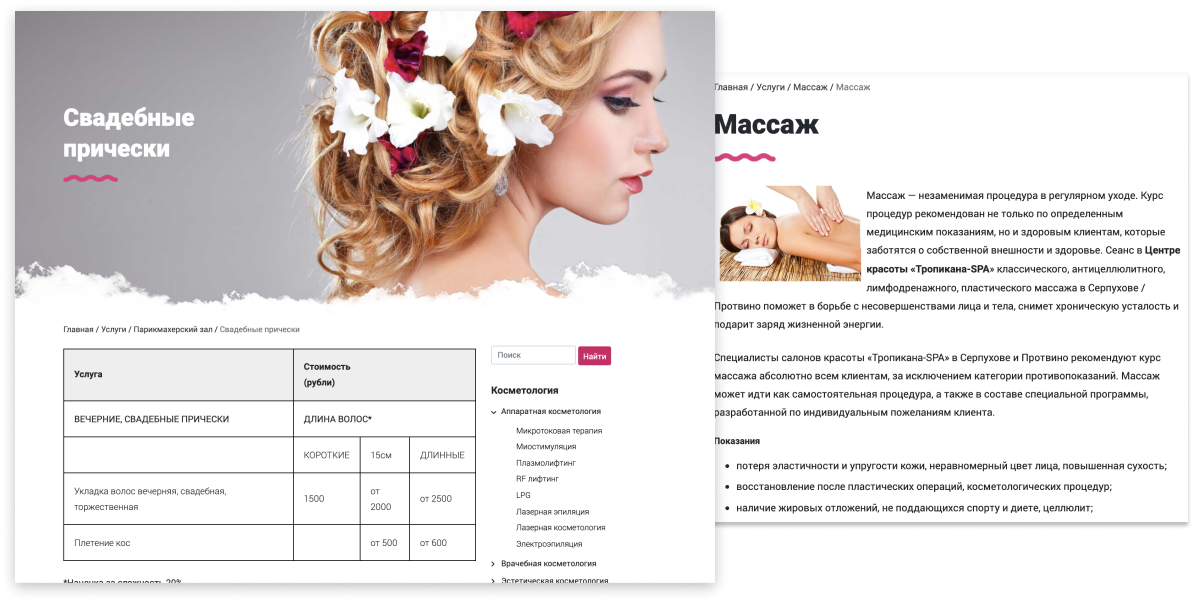 Свадебные
прически
Главная / Услуги / Парикмахерский зал / Свадебные прически
Услуга
Стоимость
(рубли)
ВЕЧЕРНИЕ, СВАДЕБНЫЕ ПРИЧЕСКИ
ДЛИНА ВОЛОС*
КОРОТКИЕ
15см
ДЛИННЫЕ
Укладка волос вечерняя, свадебная,
торжественная
1500
от
2000
от 2500
Плетение кос
от 500
от 600
*Наценка за сложность 20%
Поиск
Найти
Косметология
Аппаратная косметология
Микротоковая терапия
Миостимуляция
Плазмолифтинг
RF лифтинг
LPG
Лазерная эпиляция
Лазерная косметология
Электроэпиляция
Врачебная косметология
Эстетическая косметология
Главная / Услуги / Массаж / Массаж
Массаж
Массаж — незаменимая процедура в регулярном уходе. Курс
процедур рекомендован не только по определенным
медицинским показаниям, но и здоровым клиентам, которые
заботятся о собственной внешности и здоровье. Сеанс в Центре
красоты «Тропикана-SPA» классического, антицеллюлитного,
лимфодренажного, пластического массажа в Серпухове /
Протвино поможет в борьбе с несовершенствами лица и тела, снимет хроническую усталость и
подарит заряд жизненной энергии.
Специалисты салонов красоты «Тропикана-SPA» в Серпухове и Протвино рекомендуют курс
массажа абсолютно всем клиентам, за исключением категории противопоказаний. Массаж
может идти как самостоятельная процедура, а также в составе специальной программы,
разработанной по индивидуальным пожеланиям клиента.
Показания
• потеря эластичности и упругости кожи, неравномерный цвет лица, повышенная сухость;
• восстановление после пластических операций, косметологических процедур;
• наличие жировых отложений, не поддающихся спорту и диете, целлюлит;